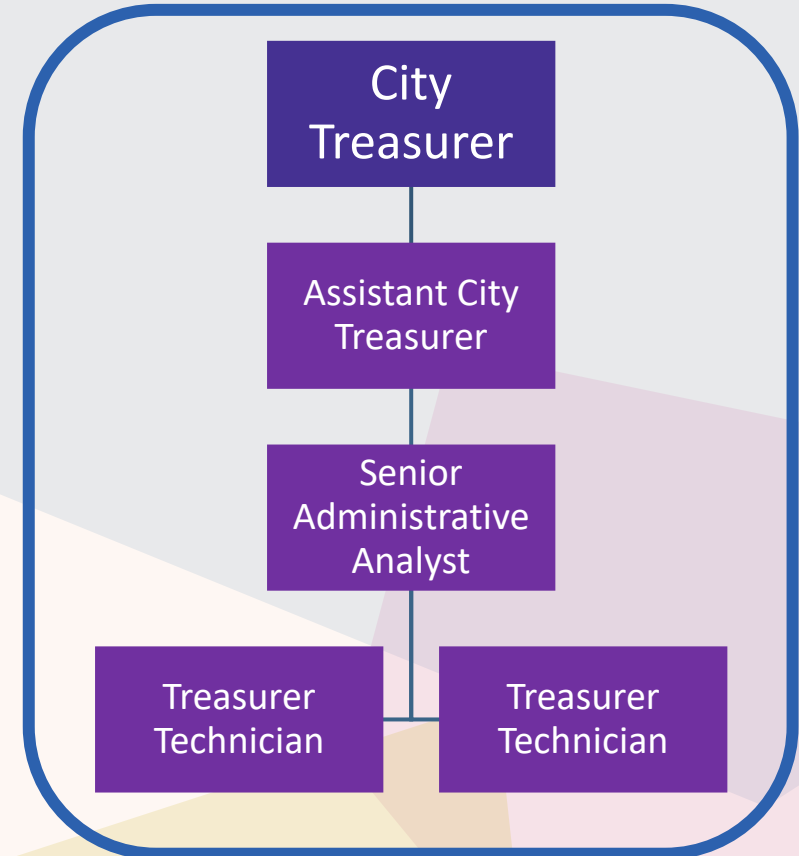 City
Treasurer
Assistant City
Treasurer
Senior
Administrative
Analyst
Treasurer
Technician
Treasurer
Technician